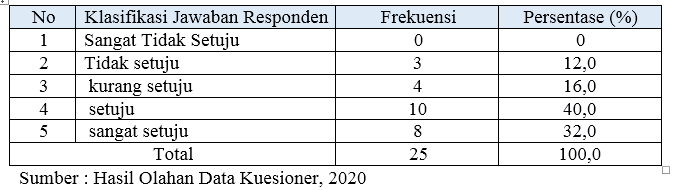 No Klasifikasi Jawaban Responden Frekuensi Persentase (%)
1 Sangat Tidak Setuju 0 0
2 Tidak setuju 3 12,0
3 kurang setuju 4 16,0
4 setuju 10 40,0
5 sangat setuju 8 32,0
Total 25 100,0
Sumber : Hasil Olahan Data Kuesioner, 2020